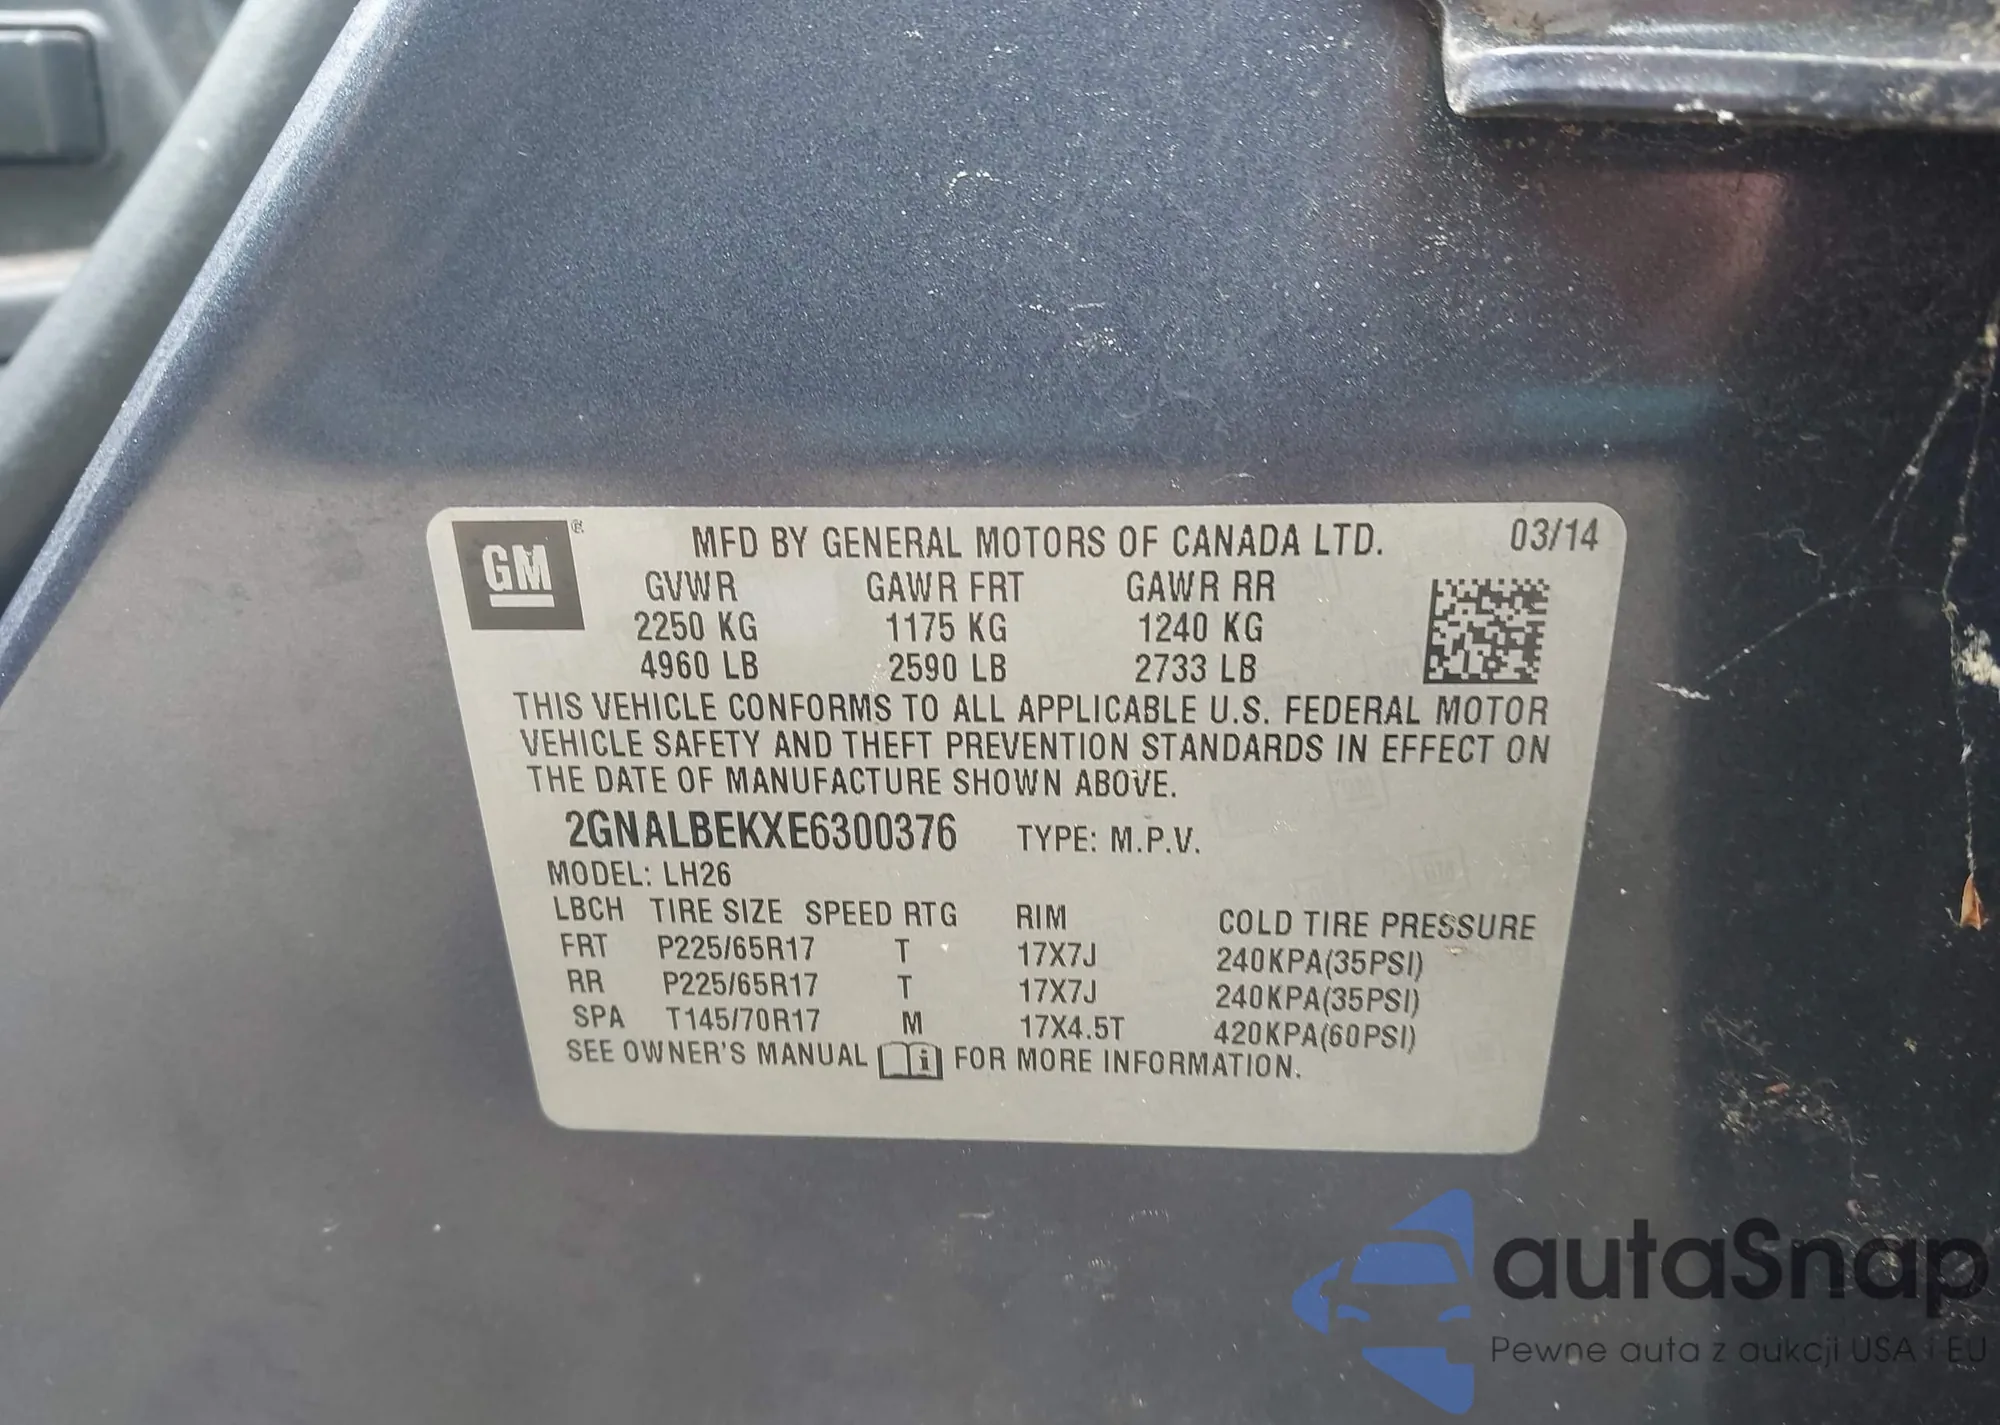 GM ®
MFD BY GENERAL MOTORS OF CANADA LTD. 03/14
GVWR GAWR FRT GAWR RR
2250 KG 1175 KG 1240 KG
4960 LB 2590 LB 2733 LB
THIS VEHICLE CONFORMS TO ALL APPLICABLE U.S. FEDERAL MOTOR
VEHICLE SAFETY AND THEFT PREVENTION STANDARDS IN EFFECT ON
THE DATE OF MANUFACTURE SHOWN ABOVE.
2GNALBEKXE6300376 TYPE: M.P.V.
MODEL: LH26
LBCH TIRE SIZE SPEED RTG RIM COLD TIRE PRESSURE
FRT P225/65R17 T 17X7J 240KPA(35PSI)
RR P225/65R17 T 17X7J 240KPA(35PSI)
SPA T145/70R17 M 17X4.5T 420KPA(60PSI)
SEE OWNER'S MANUAL i FOR MORE INFORMATION.
autaSnap
Pewne auta z aukcji USA i EU